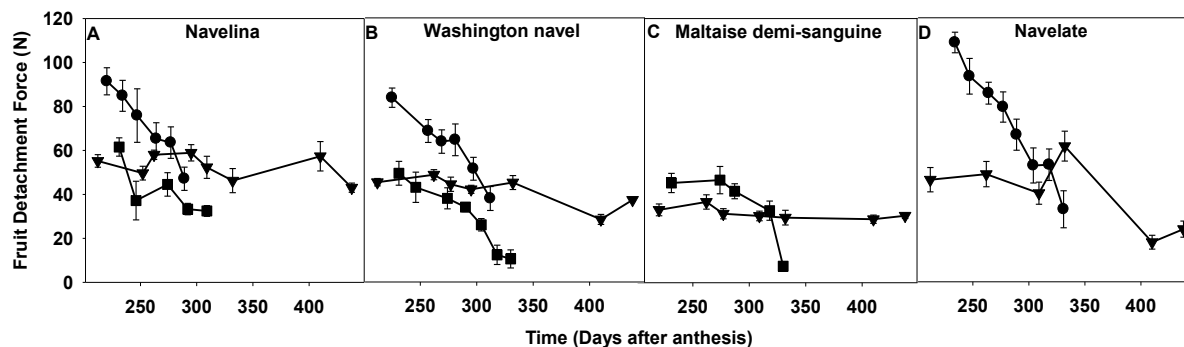 Fruit Detachment Force (N)
120
100
80
60
40
20
0
A Navelina
B Washington navel
C Maltaise demi-sanguine
D Navelate
250 300 350 400
250 300 350 400
250 300 350 400
250 300 350 400
Time (Days after anthesis)